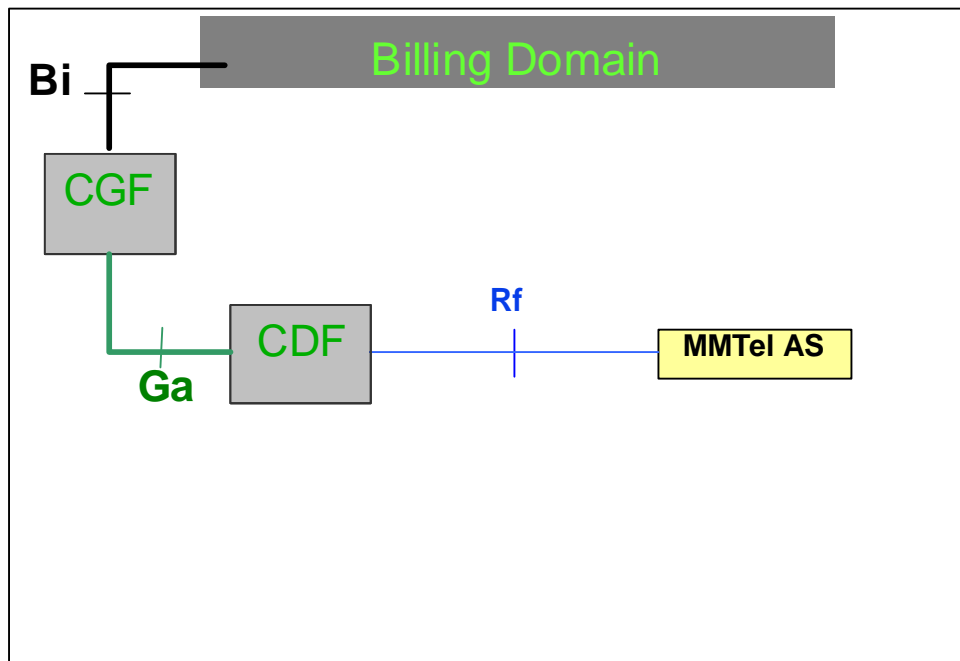 Billing Domain
Bi
CGF
Rf
CDF
MMTel AS
Ga